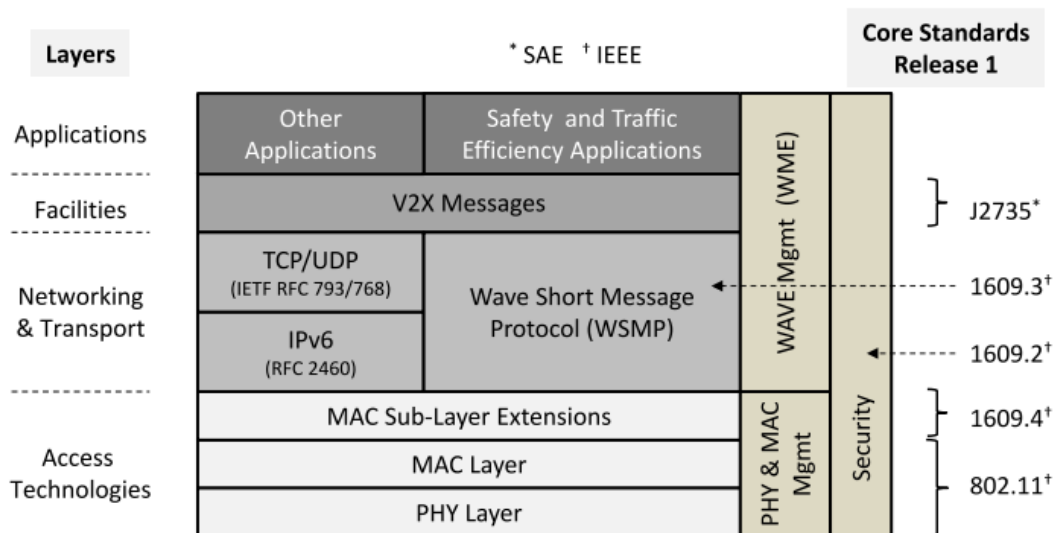 Layers
* SAE † IEEE
Core Standards
Release 1
Applications
Other
Applications
Safety and Traffic
Efficiency Applications
WAVE Mgmt (WME)
Security
Facilities
V2X Messages
J2735*
Networking
& Transport
TCP/UDP
(IETF RFC 793/768)
IPv6
(RFC 2460)
Wave Short Message
Protocol (WSMP)
1609.3†
1609.2†
Access
Technologies
MAC Sub-Layer Extensions
MAC Layer
PHY Layer
PHY & MAC
Mgmt
1609.4†
802.11†